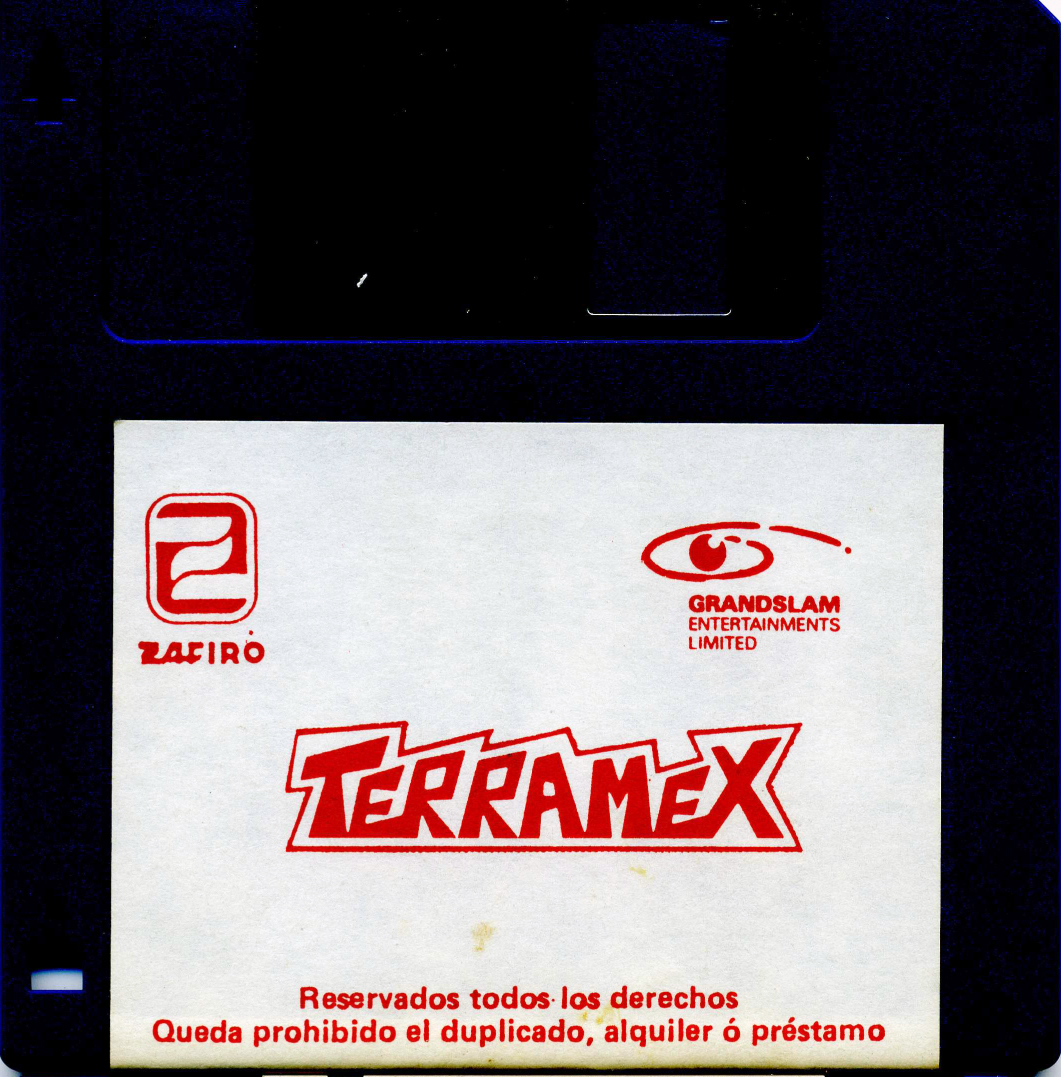 ZAFIRO
GRANDSLAM
ENTERTAINMENTS
LIMITED
TERRAMEX
Reservados todos los derechos
Queda prohibido el duplicado, alquiler ó préstamo